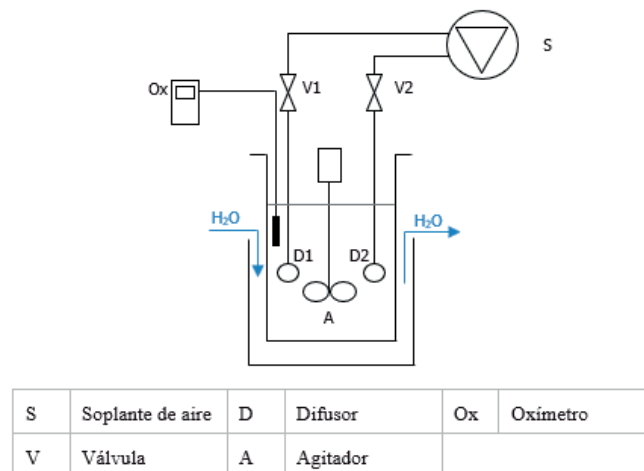 S
V1
V2
Ox
H₂O
H₂O
D1
D2
A
S Soplante de aire D Difusor Ox Oxímetro
V Válvula A Agitador